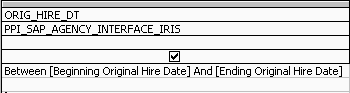 ORIG_HIRE_DT
PPI_SAP_AGENCY_INTERFACE_IRIS
Between [Beginning Original Hire Date] And [Ending Original Hire Date]